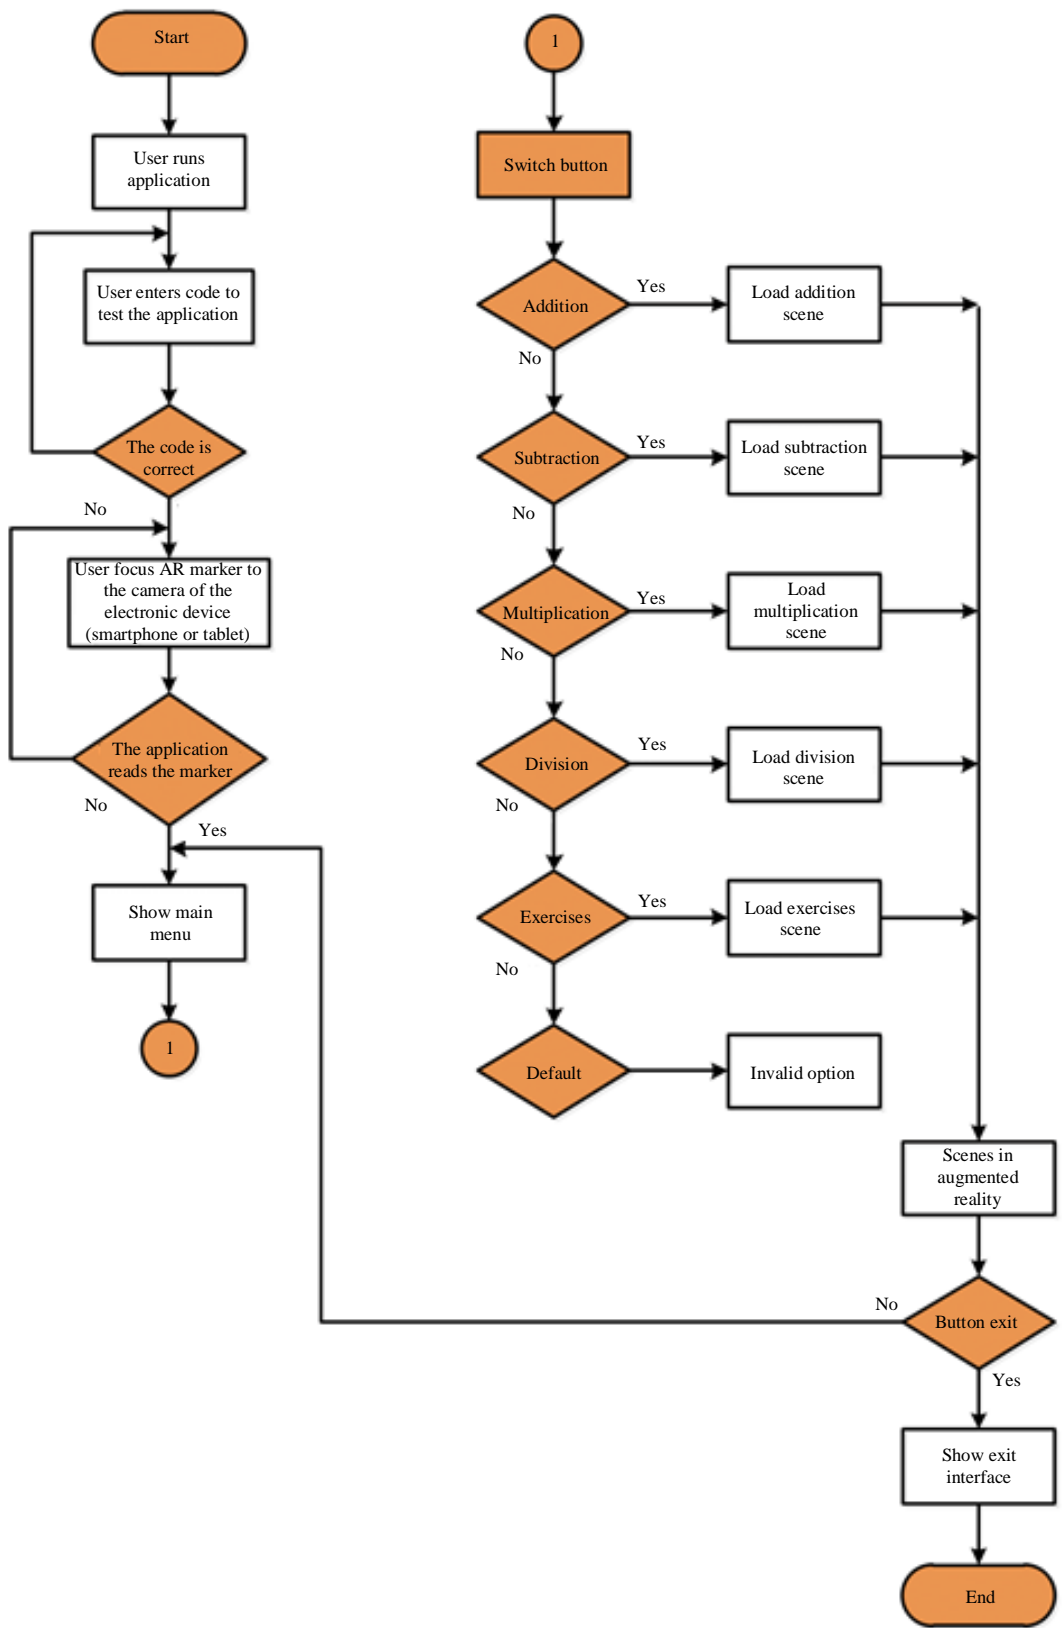 Start
User runs
application
User enters code to
test the application
The code is
correct
No
User focus AR marker to
the camera of the
electronic device
(smartphone or tablet)
The application
reads the marker
No
Yes
Show main
menu
1
1
Switch button
Addition
Yes
Load addition
scene
No
Subtraction
Yes
Load subtraction
scene
No
Multiplication
Yes
Load
multiplication
scene
No
Division
Yes
Load division
scene
No
Exercises
Yes
Load exercises
scene
No
Default
Invalid option
Scenes in
augmented
reality
No
Button exit
Yes
Show exit
interface
End